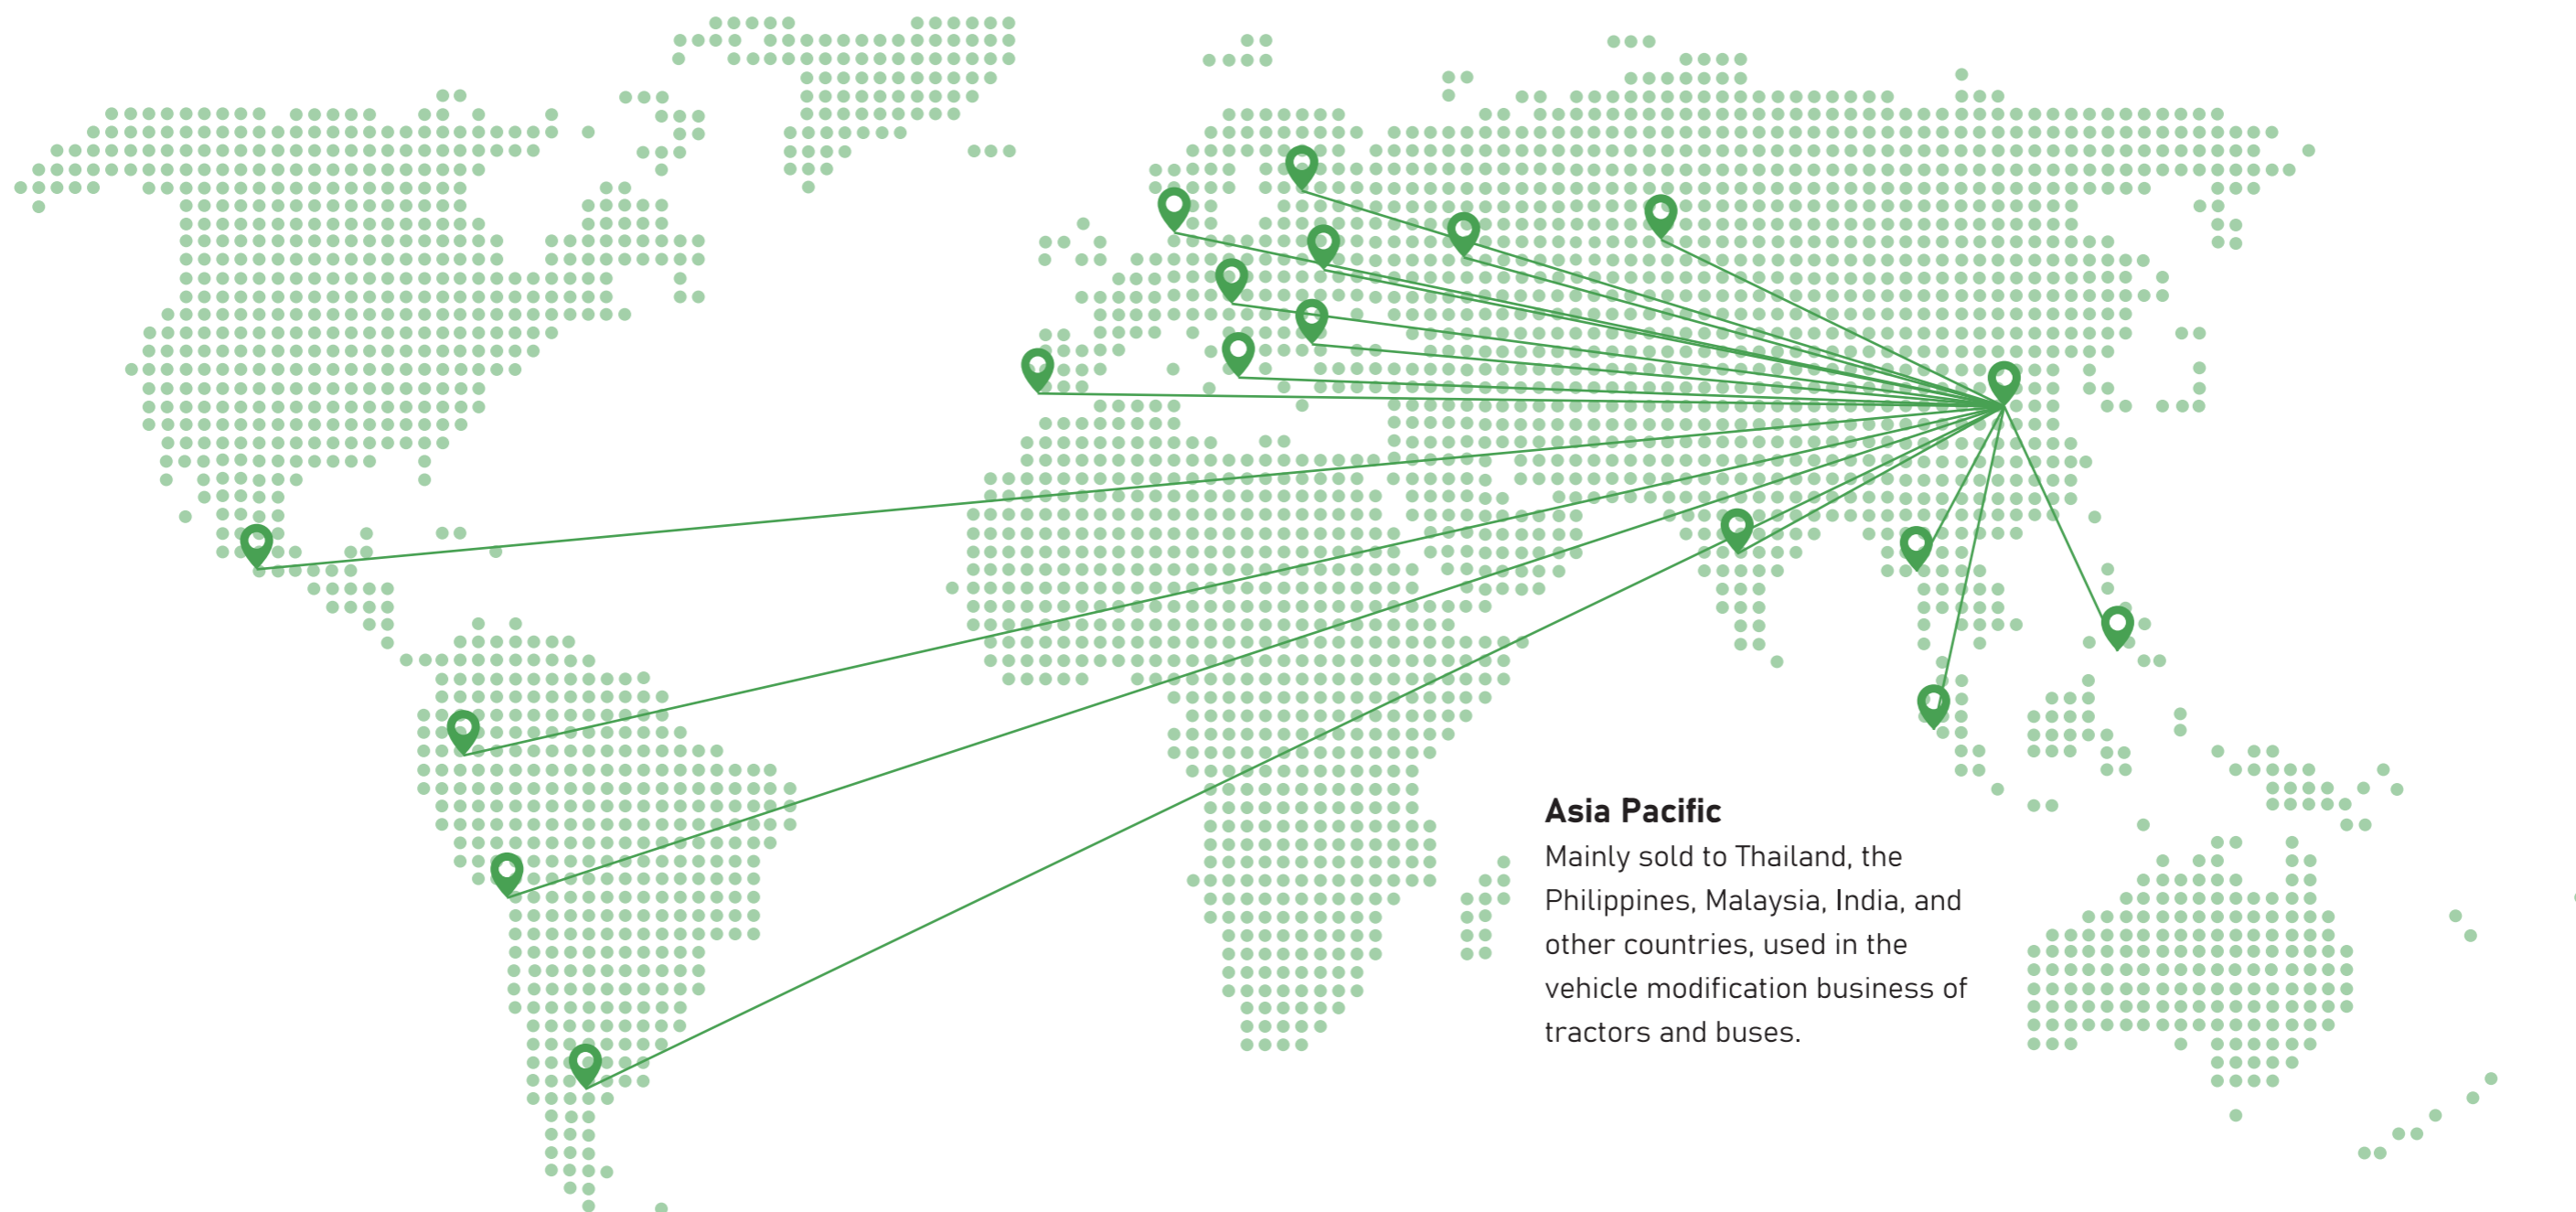 Asia Pacific
Mainly sold to Thailand, the
Philippines, Malaysia, India, and
other countries, used in the
vehicle modification business of
tractors and buses.